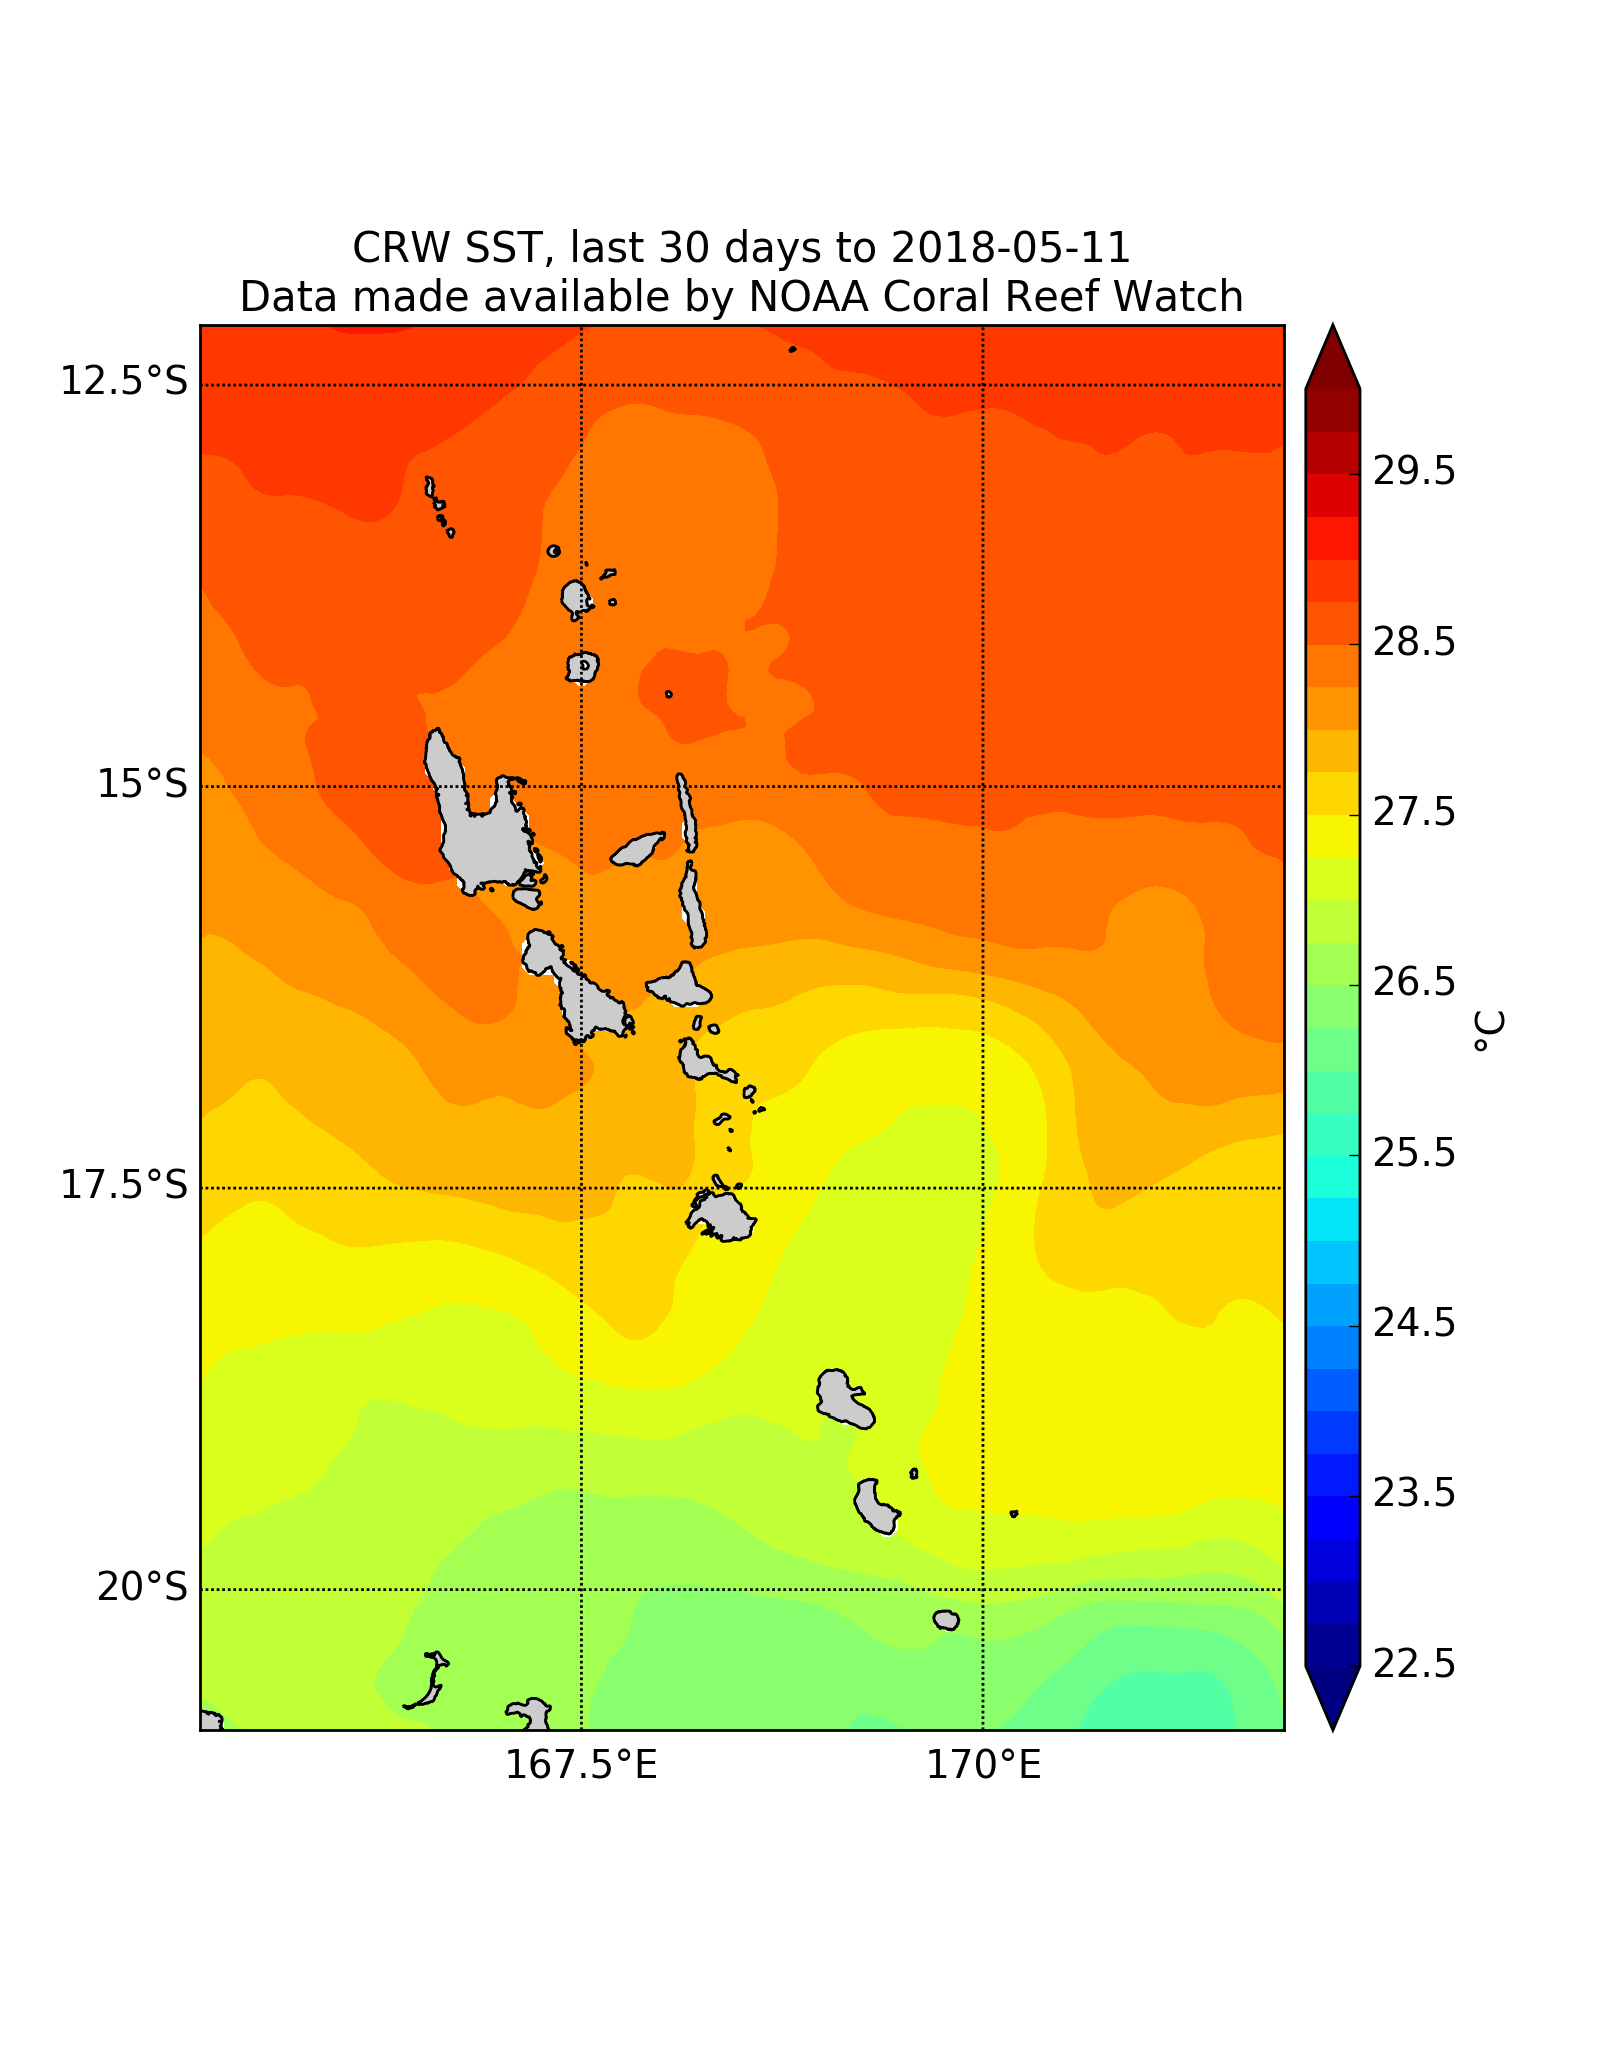 CRW SST, last 30 days to 2018-05-11
Data made available by NOAA Coral Reef Watch
12.5°S
15°S
17.5°S
20°S
167.5°E
170°E
29.5
28.5
27.5
26.5
25.5
24.5
23.5
22.5
°C